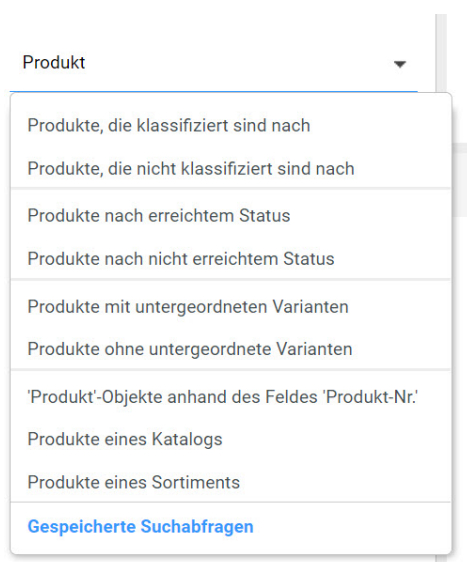 Produkt
Produkte, die klassifiziert sind nach
Produkte, die nicht klassifiziert sind nach
Produkte nach erreichtem Status
Produkte nach nicht erreichtem Status
Produkte mit untergeordneten Varianten
Produkte ohne untergeordnete Varianten
'Produkt'-Objekte anhand des Feldes 'Produkt-Nr.'
Produkte eines Katalogs
Produkte eines Sortiments
Gespeicherte Suchabfragen